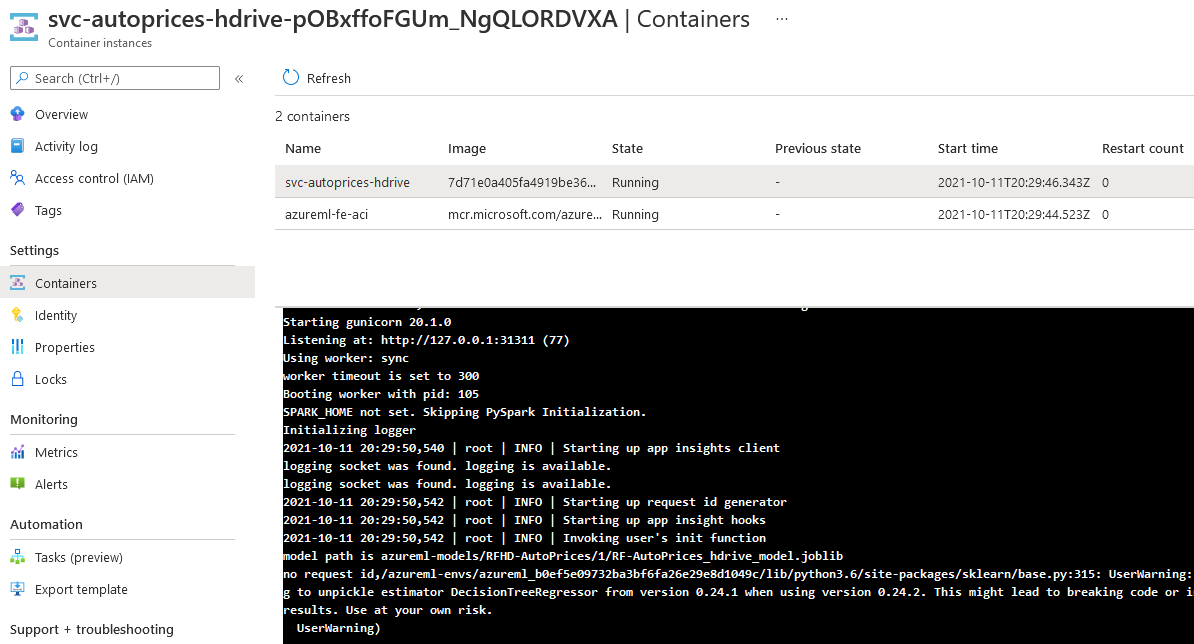 svc-autoprices-hdrive-pOBxffoFGUm_NgQLORDVXA | Containers ...
Container instances
Search (Ctrl+/)
«
Overview
Activity log
Access control (IAM)
Tags
Settings
Containers
Identity
Properties
Locks
Monitoring
Metrics
Alerts
Automation
Tasks (preview)
Export template
Support + troubleshooting
Refresh
2 containers
Name Image State Previous state Start time Restart count
svc-autoprices-hdrive 7d71e0a405fa4919be36... Running - 2021-10-11T20:29:46.343Z 0
azureml-fe-aci mcr.microsoft.com/azure... Running - 2021-10-11T20:29:44.523Z 0
Starting gunicorn 20.1.0
Listening at: http://127.0.0.1:31311 (77)
Using worker: sync
worker timeout is set to 300
Booting worker with pid: 105
SPARK_HOME not set. Skipping PySpark Initialization.
Initializing logger
2021-10-11 20:29:50,540 | root | INFO | Starting up app insights client
logging socket was found. logging is available.
logging socket was found. logging is available.
2021-10-11 20:29:50,542 | root | INFO | Starting up request id generator
2021-10-11 20:29:50,542 | root | INFO | Starting up app insight hooks
2021-10-11 20:29:50,542 | root | INFO | Invoking user's init function
model path is azureml-models/RFHD-AutoPrices/1/RF-AutoPrices_hdrive_model.joblib
no request id,/azureml-envs/azureml_b0ef5e09732ba3bf6fa26e29e8d1049c/lib/python3.6/site-packages/sklearn/base.py:315: UserWarning:
g to unpickle estimator DecisionTreeRegressor from version 0.24.1 when using version 0.24.2. This might lead to breaking code or i
results. Use at your own risk.
UserWarning)